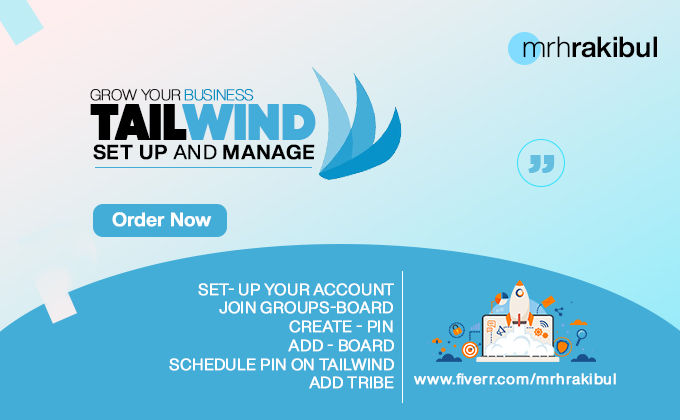 mrhrakibul
GROW YOUR BUSINESS
TAILWIND
SET UP AND MANAGE
Order Now
SET- UP YOUR ACCOUNT
JOIN GROUPS-BOARD
CREATE - PIN
ADD - BOARD
SCHEDULE PIN ON TAILWIND
ADD TRIBE
www.fiverr.com/mrhrakibul